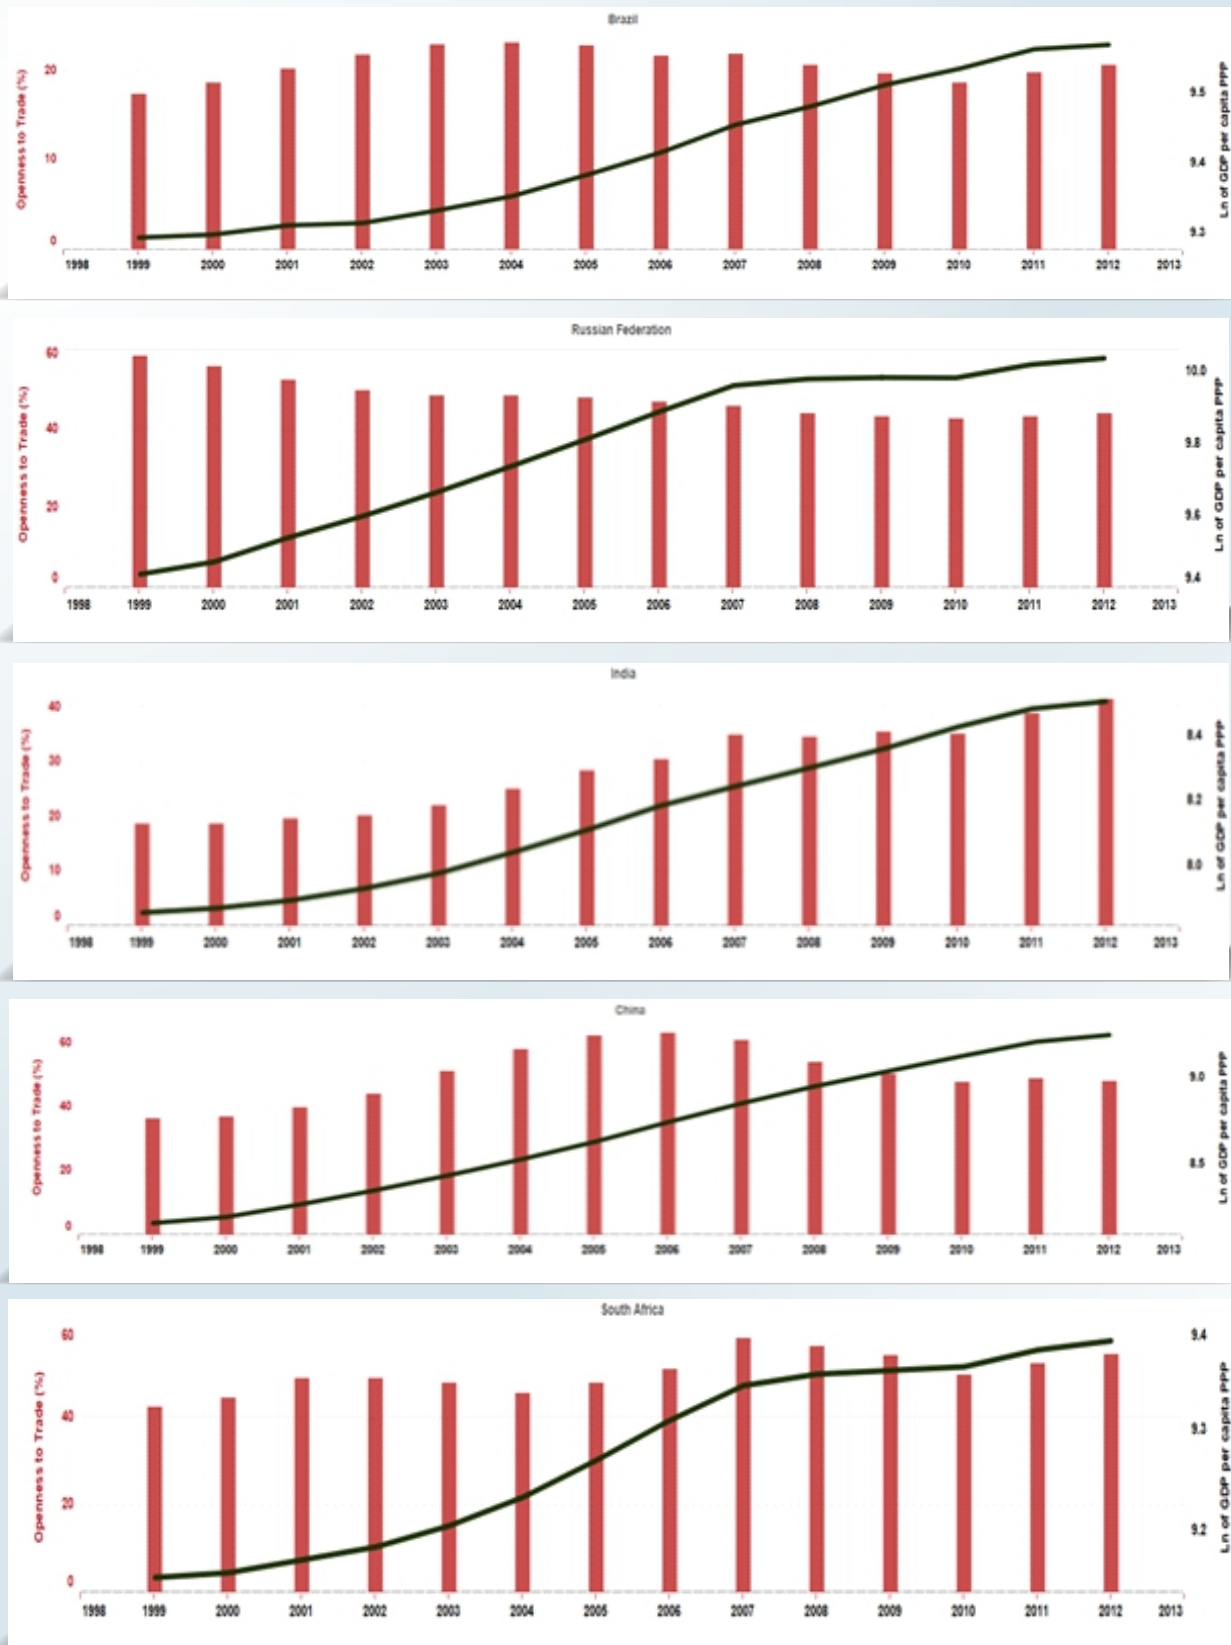 Brazil
Openness to Trade (%)
20
10
0
Ln of GDP per capita PPP
9.5
9.4
9.3
1998 1999 2000 2001 2002 2003 2004 2005 2006 2007 2008 2009 2010 2011 2012 2013
Russian Federation
Openness to Trade (%)
60
40
20
0
Ln of GDP per capita PPP
10.0
9.8
9.6
9.4
1998 1999 2000 2001 2002 2003 2004 2005 2006 2007 2008 2009 2010 2011 2012 2013
India
Openness to Trade (%)
40
30
20
10
0
Ln of GDP per capita PPP
8.4
8.2
8.0
1998 1999 2000 2001 2002 2003 2004 2005 2006 2007 2008 2009 2010 2011 2012 2013
China
Openness to Trade (%)
60
40
20
0
Ln of GDP per capita PPP
9.0
8.5
1998 1999 2000 2001 2002 2003 2004 2005 2006 2007 2008 2009 2010 2011 2012 2013
South Africa
Openness to Trade (%)
60
40
20
0
Ln of GDP per capita PPP
9.4
9.3
9.2
1998 1999 2000 2001 2002 2003 2004 2005 2006 2007 2008 2009 2010 2011 2012 2013